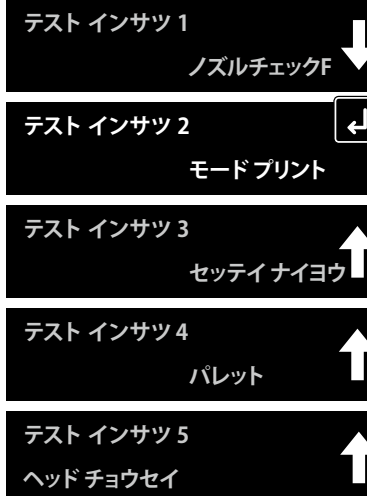 テスト インサツ 1
ノズルチェックF
テスト インサツ 2
モード プリント
テスト インサツ 3
セッテイ ナイヨウ
テスト インサツ 4
パレット
テスト インサツ 5
ヘッド チョウセイ